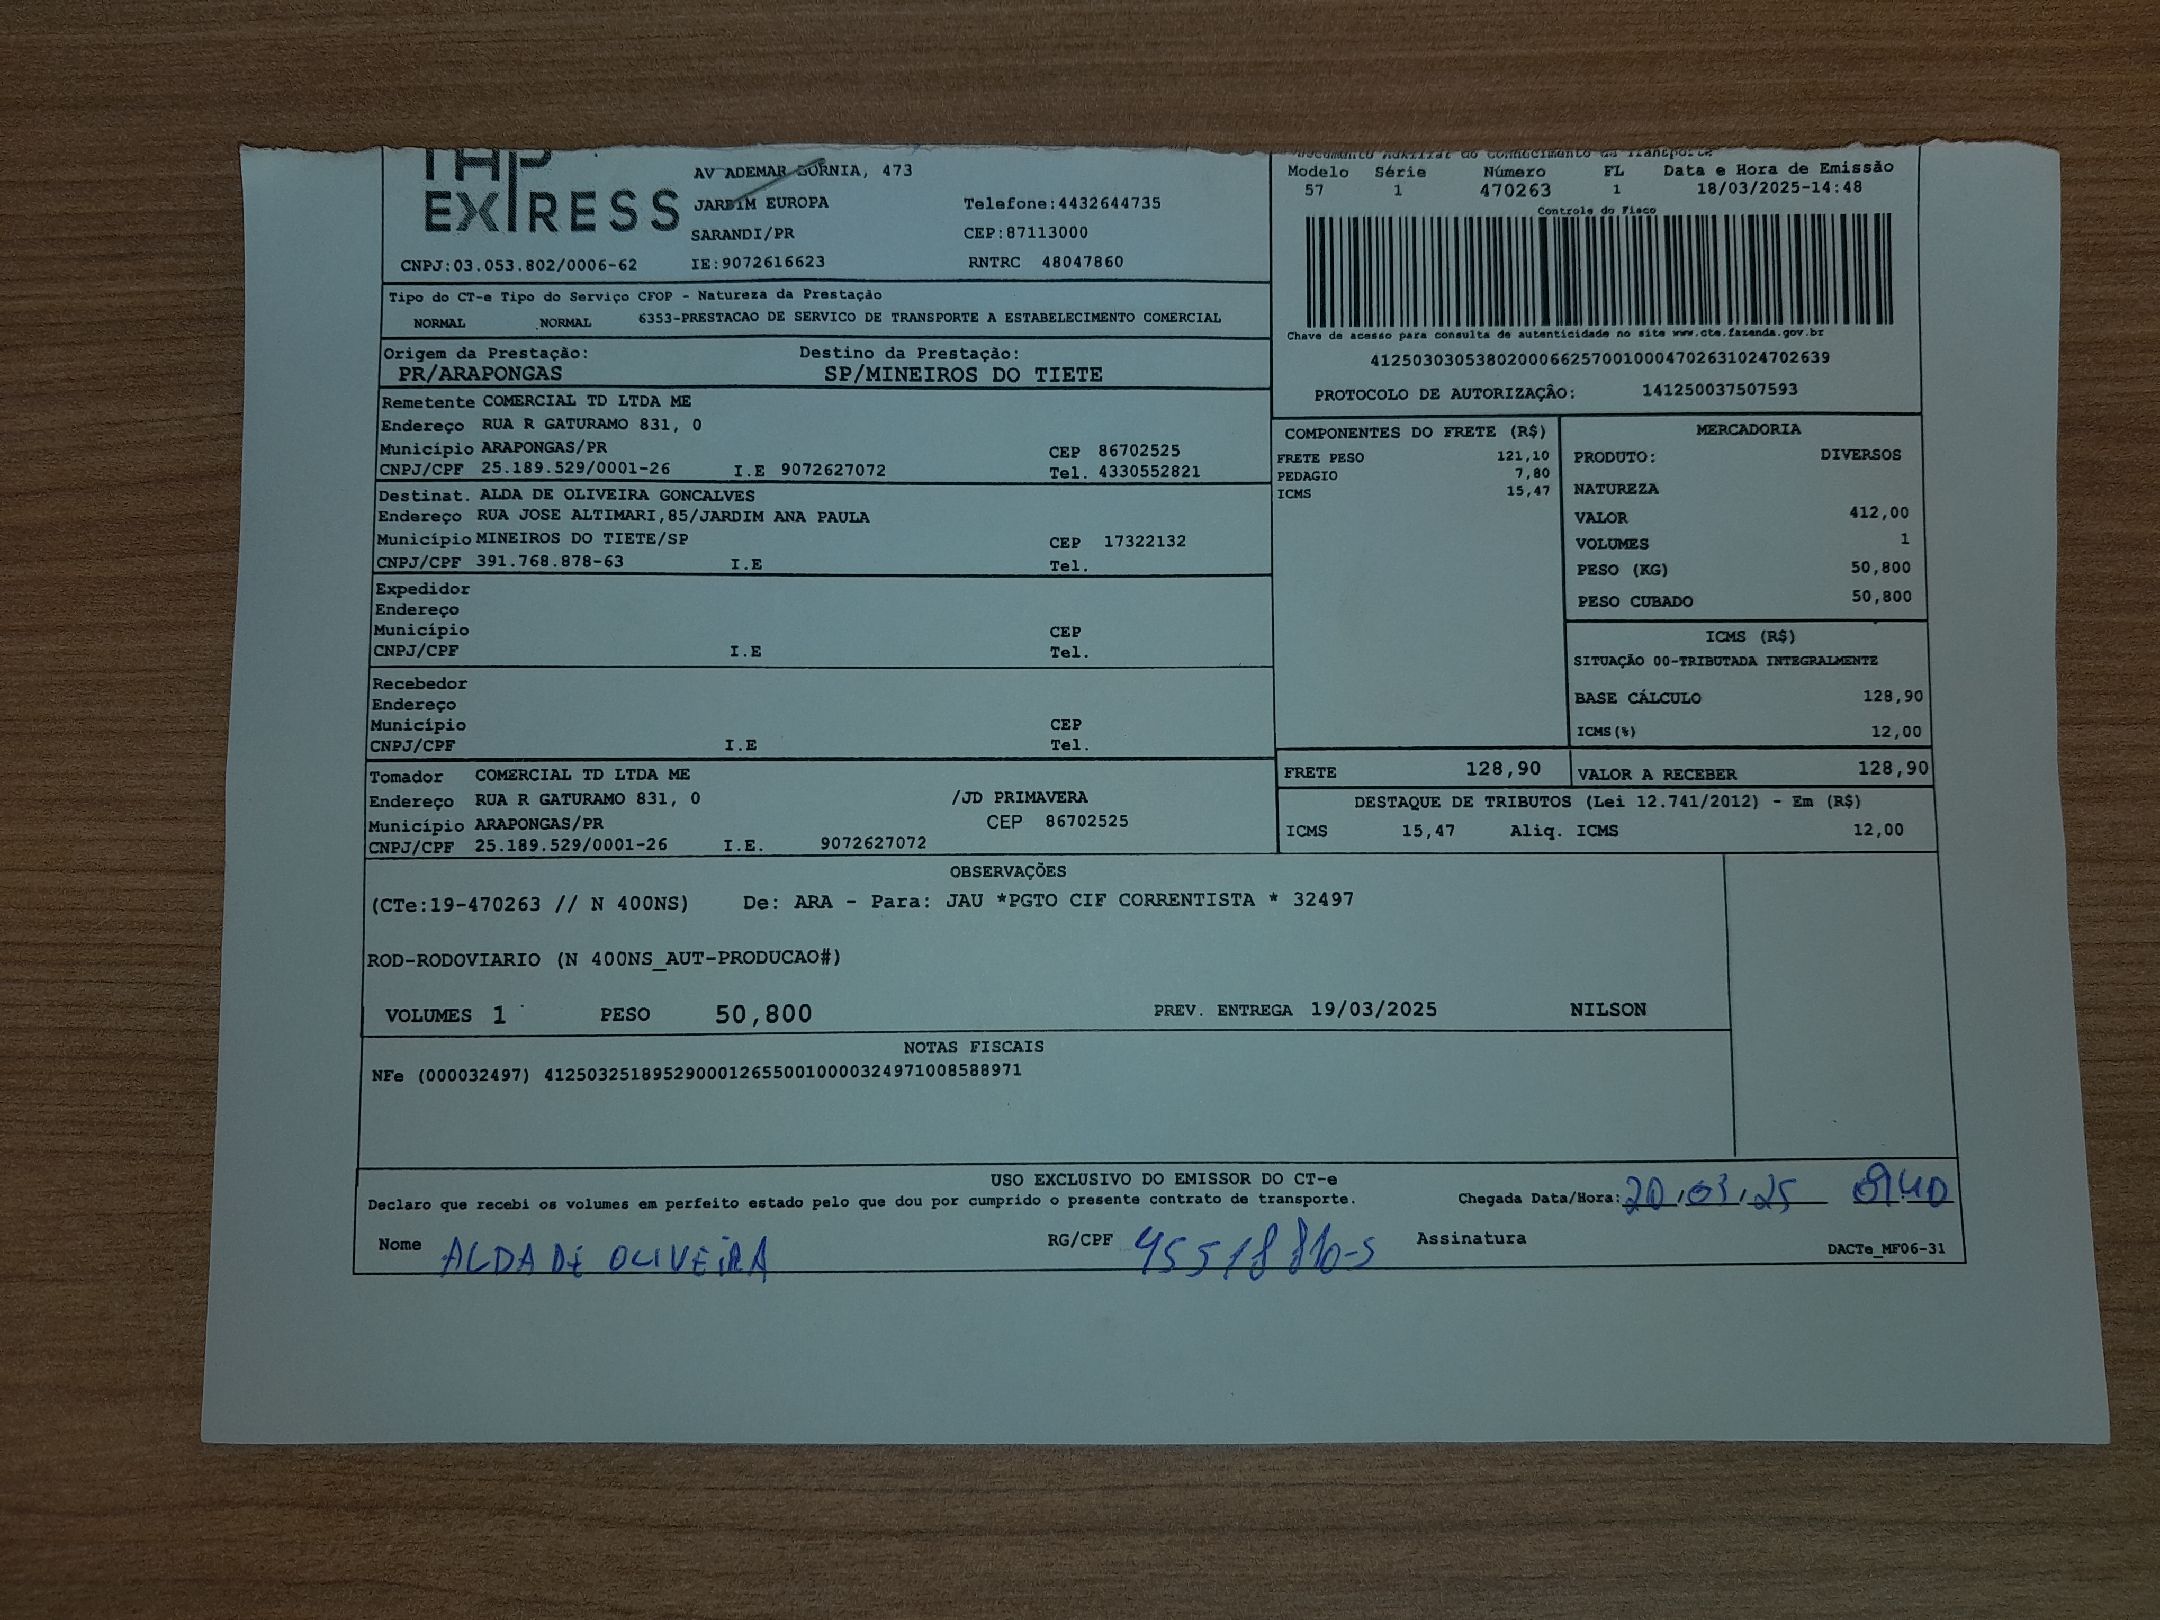 EXPRESS
AV ADEMAR BORNIA, 473
JARDIM EUROPA Telefone:4432644735
SARANDI/PR CEP:87113000
CNPJ:03.053.802/0006-62 IE:9072616623 RNTRC 48047860
Documento Auxiliar do Conhecimento de Transporte
Modelo Série Número FL Data e Hora de Emissão
57 1 470263 1 18/03/2025-14:48
Controle do Fisco
Chave de acesso para consulta de autenticidade no site www.cte.fazenda.gov.br
41250303053802000662570010004702631024702639
PROTOCOLO DE AUTORIZAÇÃO: 141250037507593
Tipo do CT-e Tipo do Serviço CFOP - Natureza da Prestação
NORMAL NORMAL 6353-PRESTACAO DE SERVICO DE TRANSPORTE A ESTABELECIMENTO COMERCIAL
Origem da Prestação: Destino da Prestação:
PR/ARAPONGAS SP/MINEIROS DO TIETE
Remetente COMERCIAL TD LTDA ME
Endereço RUA R GATURAMO 831, 0
Município ARAPONGAS/PR CEP 86702525
CNPJ/CPF 25.189.529/0001-26 I.E 9072627072 Tel. 4330552821
Destinat. ALDA DE OLIVEIRA GONCALVES
Endereço RUA JOSE ALTIMARI,85/JARDIM ANA PAULA
Município MINEIROS DO TIETE/SP CEP 17322132
CNPJ/CPF 391.768.878-63 I.E Tel.
Expedidor
Endereço
Município CEP
CNPJ/CPF I.E Tel.
Recebedor
Endereço
Município CEP
CNPJ/CPF I.E Tel.
Tomador COMERCIAL TD LTDA ME
Endereço RUA R GATURAMO 831, 0 /JD PRIMAVERA
Município ARAPONGAS/PR CEP 86702525
CNPJ/CPF 25.189.529/0001-26 I.E. 9072627072
COMPONENTES DO FRETE (R$)
FRETE PESO 121,10
PEDAGIO 7,80
ICMS 15,47
MERCADORIA
PRODUTO: DIVERSOS
NATUREZA
VALOR 412,00
VOLUMES 1
PESO (KG) 50,800
PESO CUBADO 50,800
ICMS (R$)
SITUAÇÃO 00-TRIBUTADA INTEGRALMENTE
BASE CÁLCULO 128,90
ICMS(%) 12,00
FRETE 128,90 VALOR A RECEBER 128,90
DESTAQUE DE TRIBUTOS (Lei 12.741/2012) - Em (R$)
ICMS 15,47 Aliq. ICMS 12,00
OBSERVAÇÕES
(CTe:19-470263 // N 400NS) De: ARA - Para: JAU *PGTO CIF CORRENTISTA * 32497
ROD-RODOVIARIO (N 400NS_AUT-PRODUCAO#)
VOLUMES 1 PESO 50,800 PREV. ENTREGA 19/03/2025 NILSON
NOTAS FISCAIS
NFe (000032497) 41250325189529000126550010000324971008588971
USO EXCLUSIVO DO EMISSOR DO CT-e
Declaro que recebi os volumes em perfeito estado pelo que dou por cumprido o presente contrato de transporte. Chegada Data/Hora: 20,03,25
Nome ALDA DE OLIVEIRA RG/CPF Assinatura DACTe_MF06-31